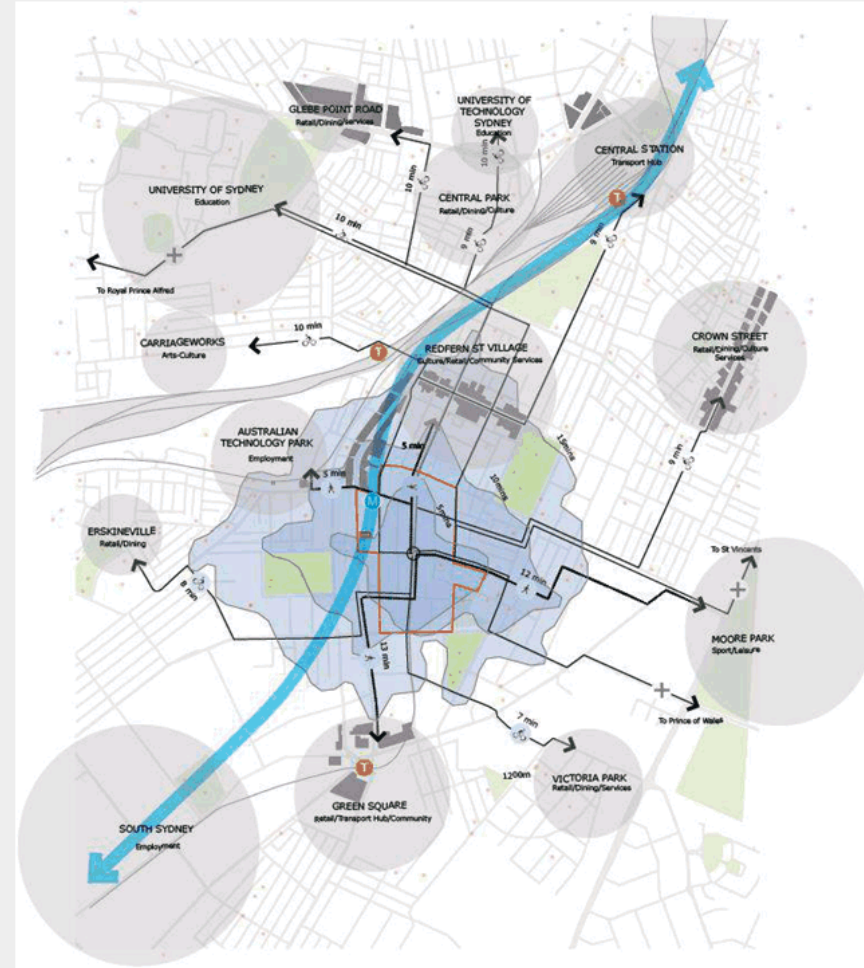 GLEBE POINT ROAD
Retail/Dining/services
UNIVERSITY OF
TECHNOLOGY
SYDNEY
Education
10 min
10 min
CENTRAL STATION
Transport Hub
T
UNIVERSITY OF SYDNEY
Education
CENTRAL PARK
Retail/Dining/Culture
10 min
9 min
9 min
To Royal Prince Alfred
CARRIAGEWORKS
Arts-Culture
10 min
T
REDFERN ST VILLAGE
Culture/Retail/Community Services
CROWN STREET
Retail/Dining/Culture
Services
AUSTRALIAN
TECHNOLOGY PARK
Employment
5 min
5 min
15mins
10mins
5mins
9 min
M
ERSKINEVILLE
Retail/Dining
8 min
12 min
To St Vincents
MOORE PARK
Sport/Leisure
13 min
To Prince of Wales
7 min
T
1200m
VICTORIA PARK
Retail/Dining/Services
GREEN SQUARE
Retail/Transport Hub/Community
SOUTH SYDNEY
Employment